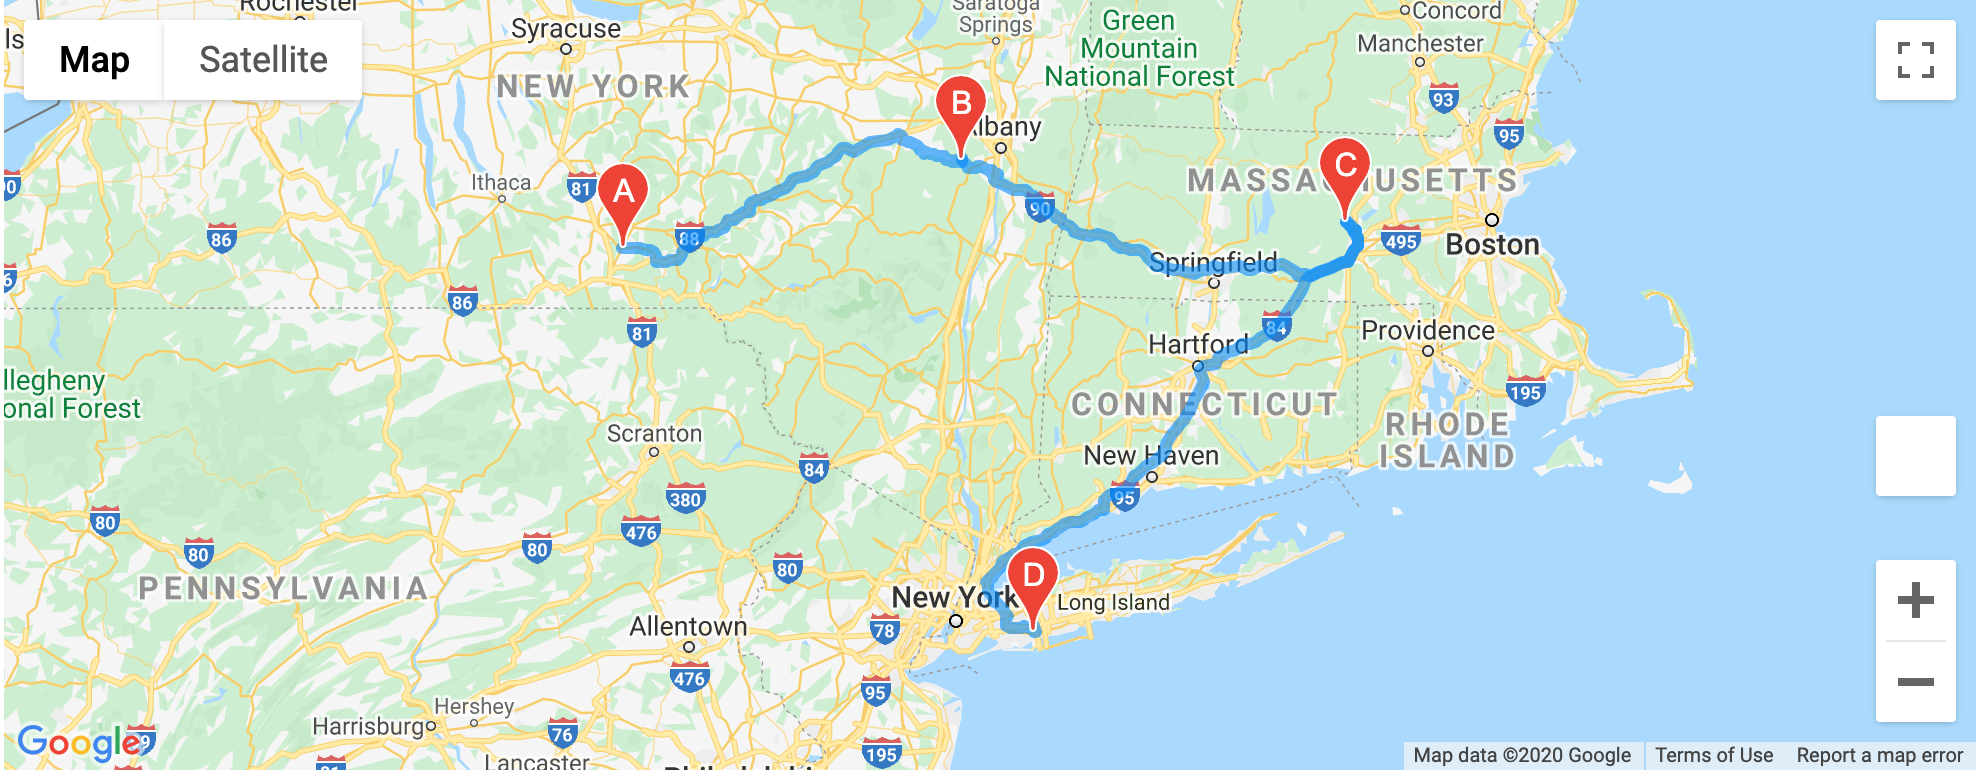 Rochester
Saratoga
Springs
Green
Mountain
National Forest
Concord
Syracuse
Manchester
Map
Satellite
NEW YORK
93
B
Albany
95
A
C
Ithaca
81
MASSACHUSETTS
90
86
88
495
Boston
Springfield
86
81
84
Providence
Hartford
llegheny
onal Forest
CONNECTICUT
195
RHODE
ISLAND
Scranton
New Haven
84
380
95
80
476
80
80
80
D
PENNSYLVANIA
New York
Long Island
Allentown
78
476
95
Hershey
Harrisburg
76
Google
195
Lancaster
81
Map data ©2020 Google
Terms of Use
Report a map error